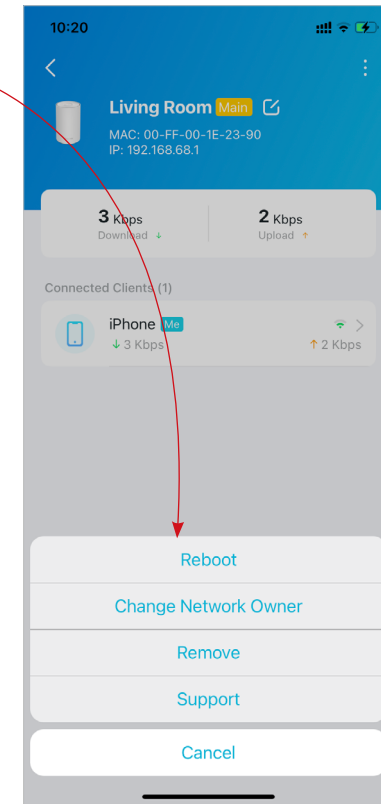 10:20
Living Room Main
MAC: 00-FF-00-1E-23-90
IP: 192.168.68.1
3 Kbps 2 Kbps
Download ↓ Upload ↑
Connected Clients (1)
iPhone Me
↓ 3 Kbps ↑ 2 Kbps
Reboot
Change Network Owner
Remove
Support
Cancel